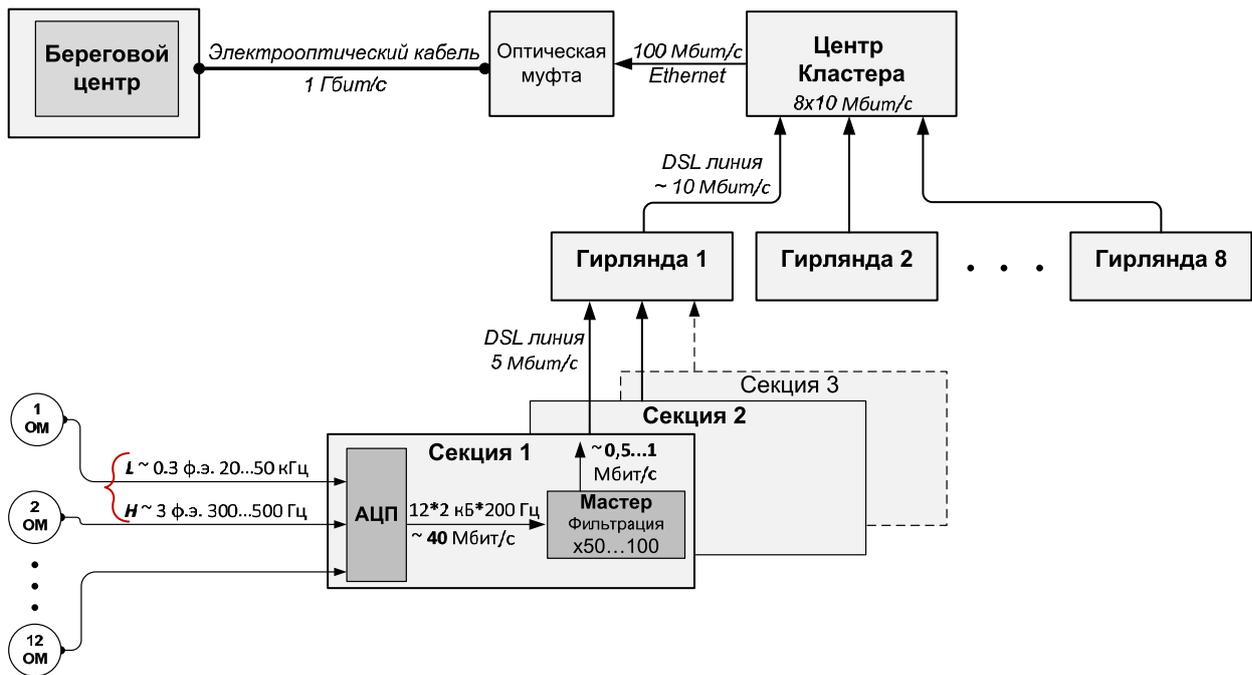 Береговой
центр
Электрооптический кабель
1 Гбит/с
Оптическая
муфта
100 Мбит/с
Ethernet
Центр
Кластера
8x10 Мбит/с
DSL линия
~ 10 Мбит/с
Гирлянда 1
Гирлянда 2
Гирлянда 8
DSL линия
5 Мбит/с
Секция 3
Секция 2
Секция 1
~ 0,5...1
Мбит/с
1
ОМ
L ~ 0.3 ф.э. 20...50 кГц
H ~ 3 ф.э. 300...500 Гц
2
ОМ
АЦП
12*2 кБ*200 Гц
~ 40 Мбит/с
Мастер
Фильтрация
x50...100
12
ОМ